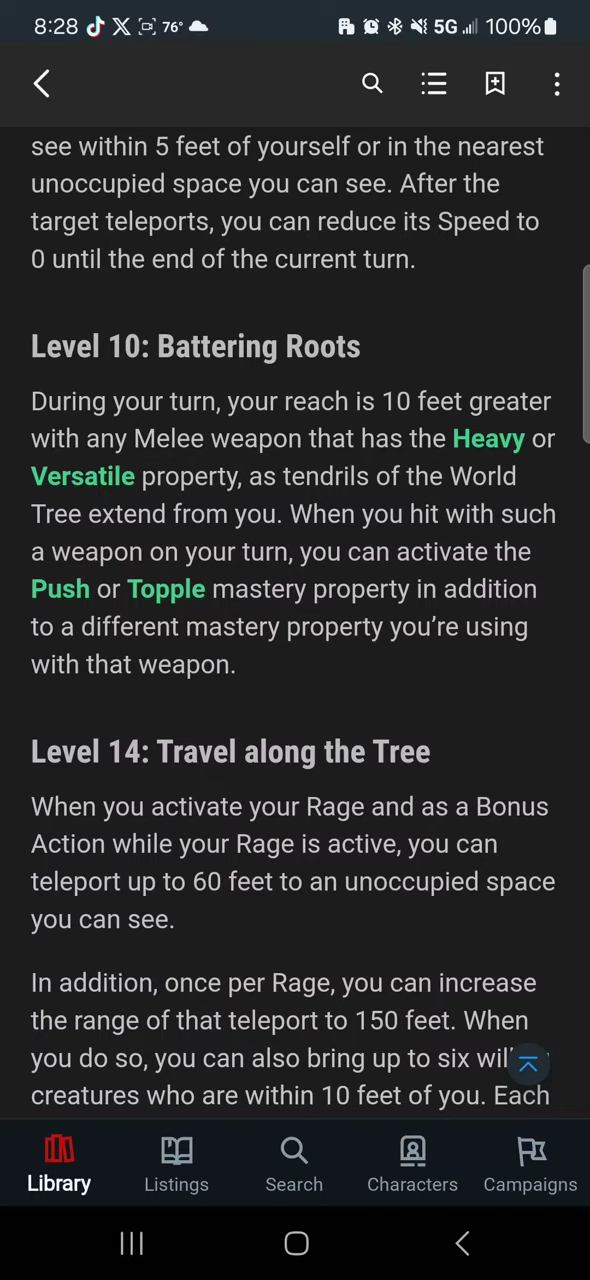 8:28 76° 5G 100%
see within 5 feet of yourself or in the nearest
unoccupied space you can see. After the
target teleports, you can reduce its Speed to
0 until the end of the current turn.
Level 10: Battering Roots
During your turn, your reach is 10 feet greater
with any Melee weapon that has the Heavy or
Versatile property, as tendrils of the World
Tree extend from you. When you hit with such
a weapon on your turn, you can activate the
Push or Topple mastery property in addition
to a different mastery property you’re using
with that weapon.
Level 14: Travel along the Tree
When you activate your Rage and as a Bonus
Action while your Rage is active, you can
teleport up to 60 feet to an unoccupied space
you can see.
In addition, once per Rage, you can increase
the range of that teleport to 150 feet. When
you do so, you can also bring up to six
creatures who are within 10 feet of you. Each
Library Listings Search Characters Campaigns